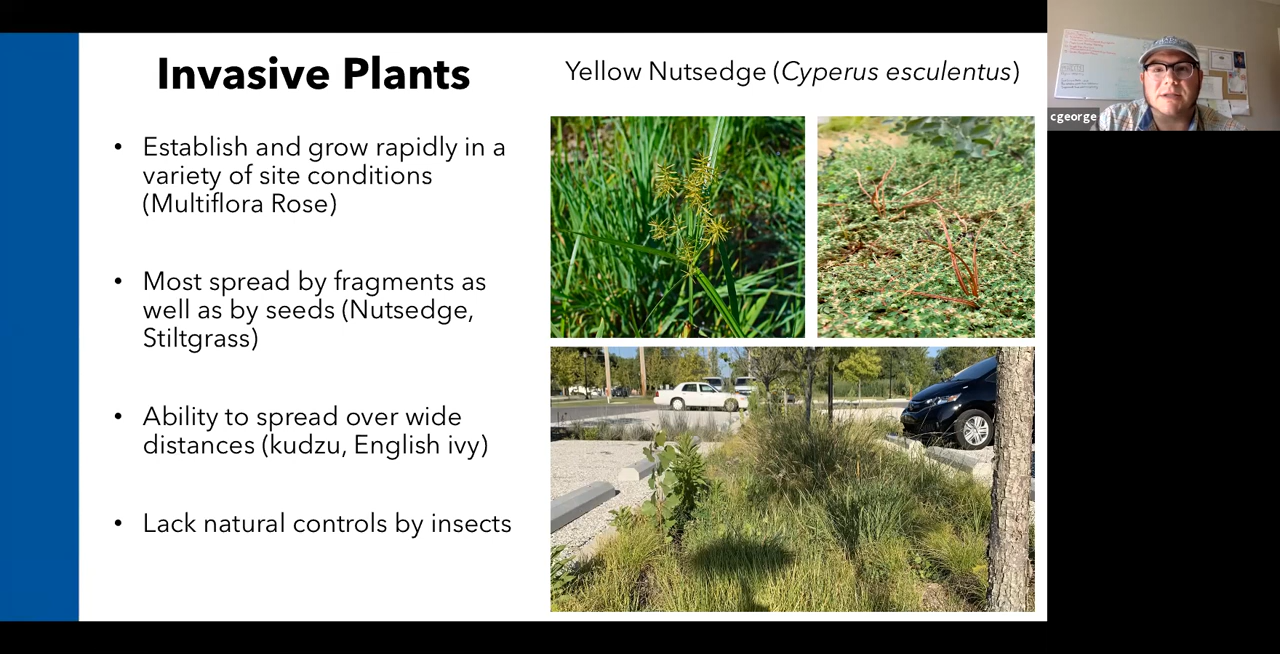 Invasive Plants
Yellow Nutsedge (Cyperus esculentus)
• Establish and grow rapidly in a
variety of site conditions
(Multiflora Rose)
• Most spread by fragments as
well as by seeds (Nutsedge,
Stiltgrass)
• Ability to spread over wide
distances (kudzu, English ivy)
• Lack natural controls by insects
cgeorge